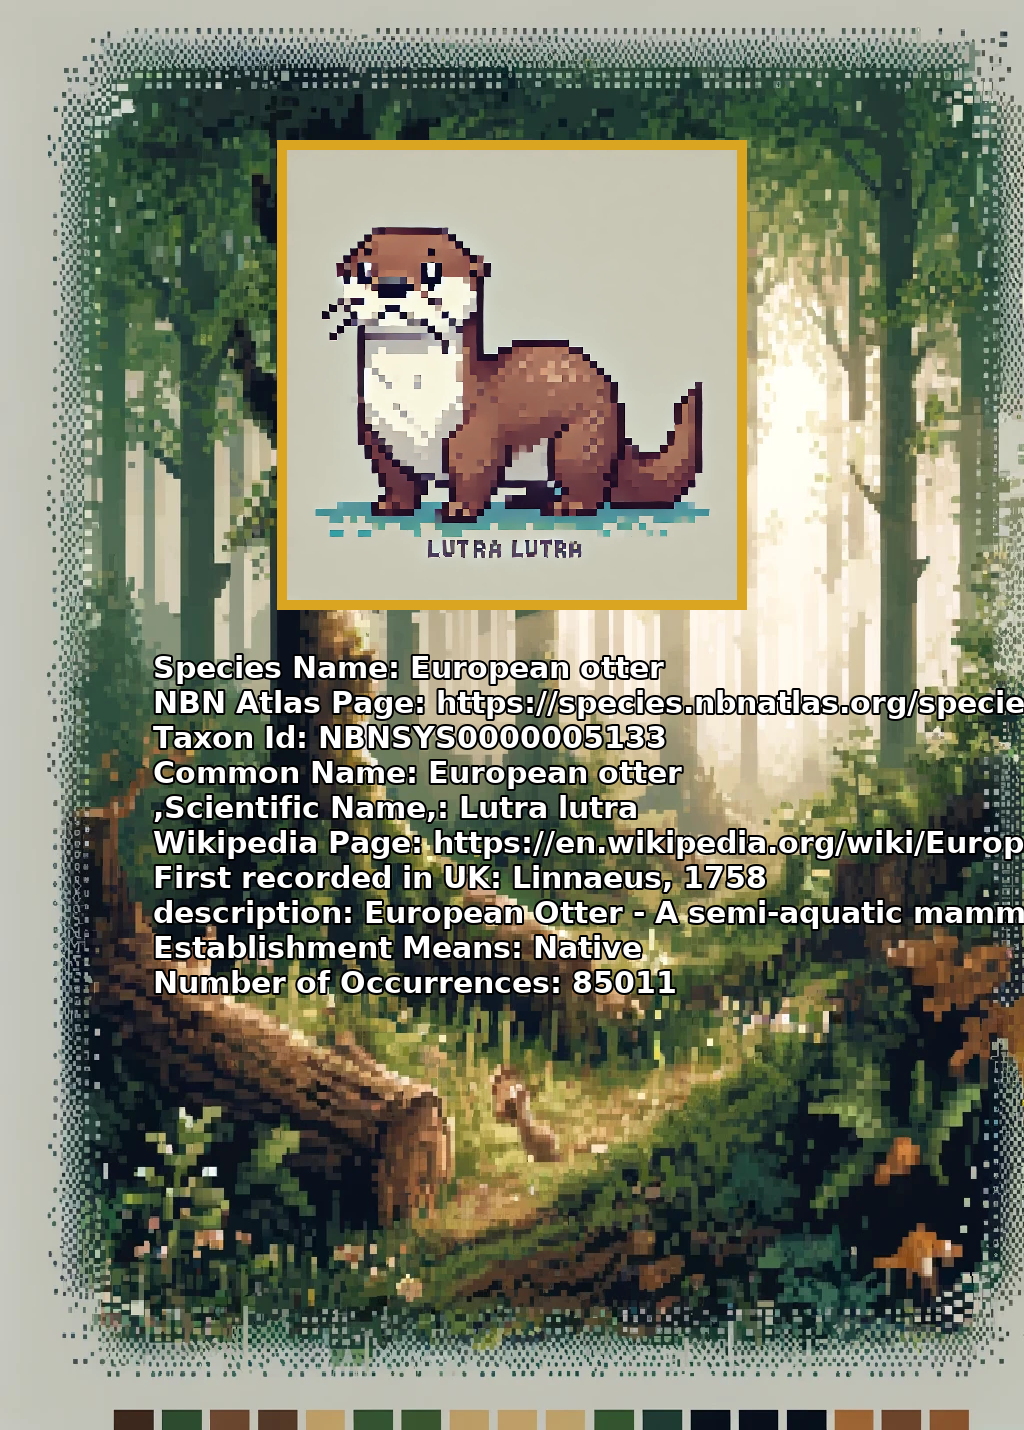 LUTRA LUTRA
Species Name: European otter
NBN Atlas Page: https://species.nbnatlas.org/specie
Taxon Id: NBNSYS0000005133
Common Name: European otter
,Scientific Name,: Lutra lutra
Wikipedia Page: https://en.wikipedia.org/wiki/Europ
First recorded in UK: Linnaeus, 1758
description: European Otter - A semi-aquatic mamm
Establishment Means: Native
Number of Occurrences: 85011